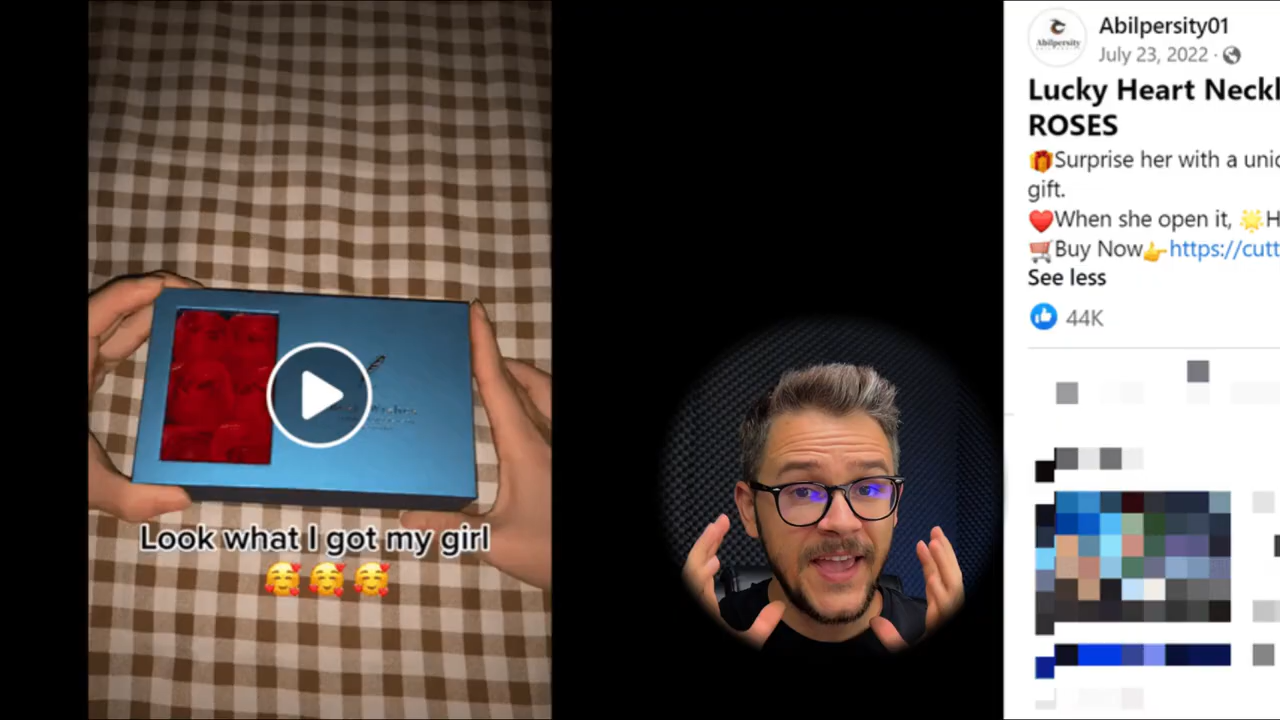 Look what I got my girl
🥰 🥰 🥰
Abilpersity
Abilpersity01
July 23, 2022 ·
Lucky Heart Neckl
ROSES
🎁Surprise her with a uniq
gift.
❤️When she open it, 🌟H
🛒Buy Now👉https://cutt
See less
44K